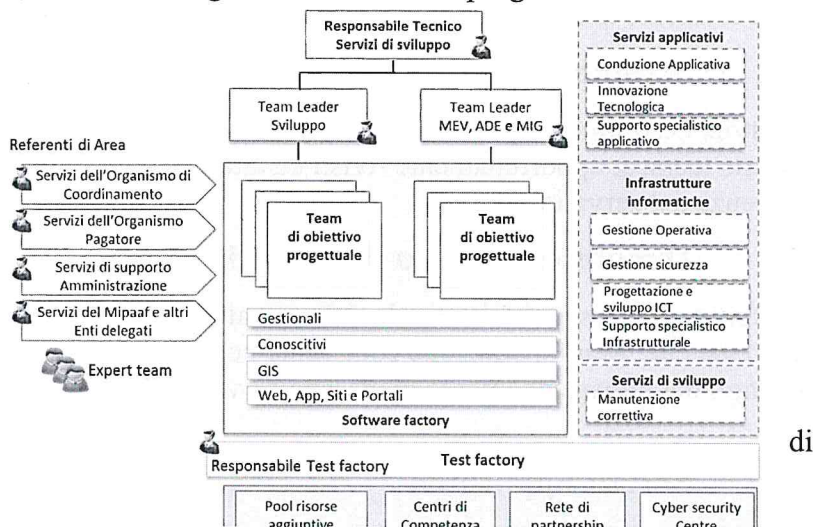 Responsabile Tecnico
Servizi di sviluppo
Team Leader
Sviluppo
Team Leader
MEV, ADE e MIG
Referenti di Area
Servizi dell'Organismo di
Coordinamento
Servizi dell'Organismo
Pagatore
Servizi di supporto
Amministrazione
Servizi del Mipaaf e altri
Enti delegati
Expert team
Team
di obiettivo
progettuale
Team
di obiettivo
progettuale
Gestionali
Conoscitivi
GIS
Web, App, Siti e Portali
Software factory
Servizi applicativi
Conduzione Applicativa
Innovazione
Tecnologica
Supporto specialistico
applicativo
Infrastrutture
informatiche
Gestione Operativa
Gestione sicurezza
Progettazione e
sviluppo ICT
Supporto specialistico
Infrastrutturale
Servizi di sviluppo
Manutenzione
correttiva
di
Responsabile Test factory
Test factory
Pool risorse
aggiuntive
Centri di
Competenza
Rete di
partnership
Cyber security
Centre